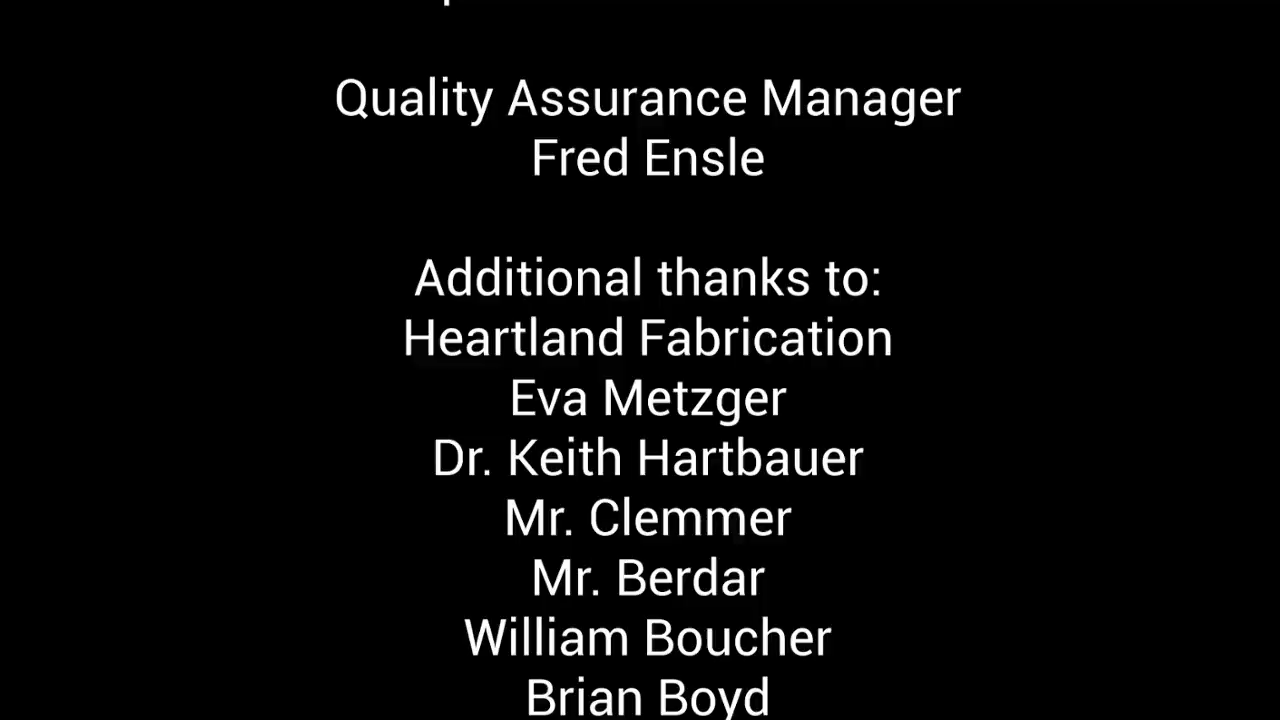 Quality Assurance Manager
Fred Ensle
Additional thanks to:
Heartland Fabrication
Eva Metzger
Dr. Keith Hartbauer
Mr. Clemmer
Mr. Berdar
William Boucher
Brian Boyd